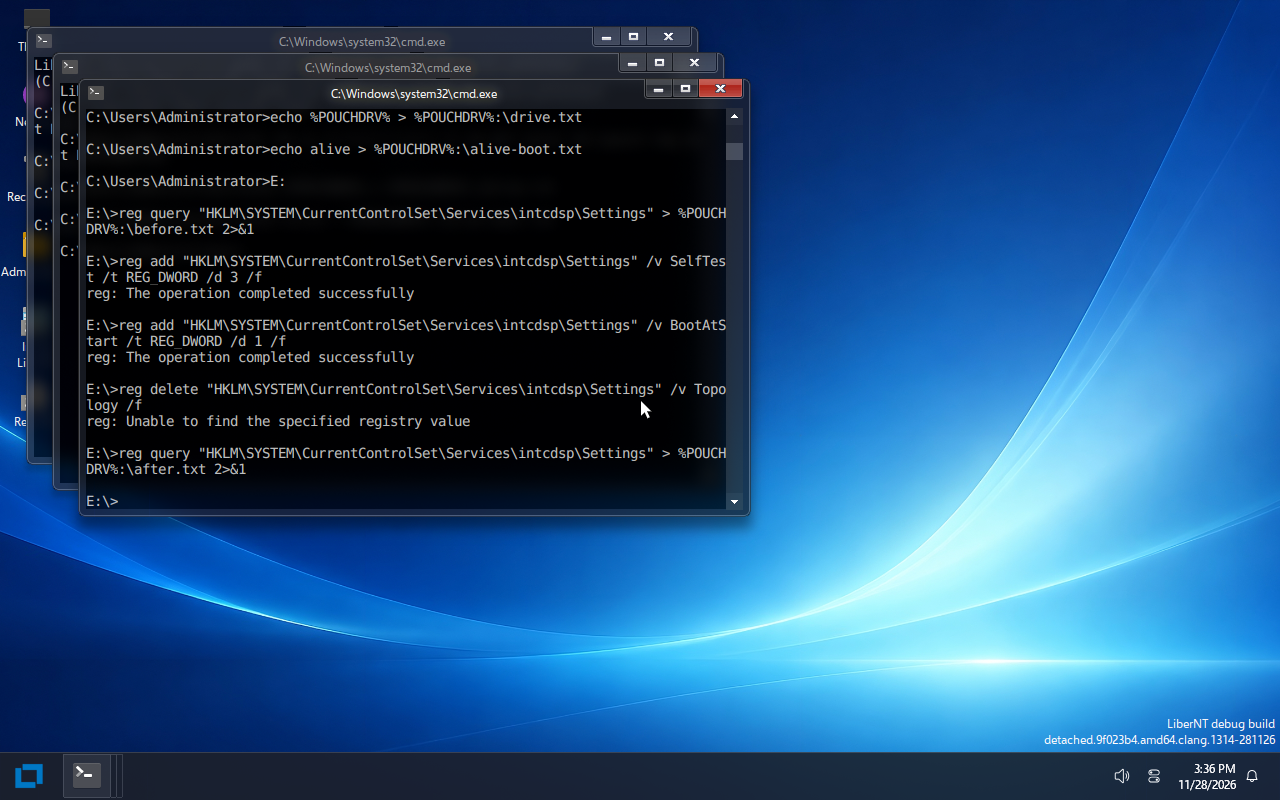 C:\Windows\system32\cmd.exe
C:\Windows\system32\cmd.exe
C:\Windows\system32\cmd.exe
C:\Users\Administrator>echo %POUCHDRV% > %POUCHDRV%:\drive.txt
C:\Users\Administrator>echo alive > %POUCHDRV%:\alive-boot.txt
C:\Users\Administrator>E:
E:\>reg query "HKLM\SYSTEM\CurrentControlSet\Services\intcdsp\Settings" > %POUCH
DRV%:\before.txt 2>&1
E:\>reg add "HKLM\SYSTEM\CurrentControlSet\Services\intcdsp\Settings" /v SelfTes
t /t REG_DWORD /d 3 /f
reg: The operation completed successfully
E:\>reg add "HKLM\SYSTEM\CurrentControlSet\Services\intcdsp\Settings" /v BootAtS
tart /t REG_DWORD /d 1 /f
reg: The operation completed successfully
E:\>reg delete "HKLM\SYSTEM\CurrentControlSet\Services\intcdsp\Settings" /v Topo
logy /f
reg: Unable to find the specified registry value
E:\>reg query "HKLM\SYSTEM\CurrentControlSet\Services\intcdsp\Settings" > %POUCH
DRV%:\after.txt 2>&1
E:\>
LiberNT debug build
detached.9f023b4.amd64.clang.1314-281126
3:36 PM
11/28/2026